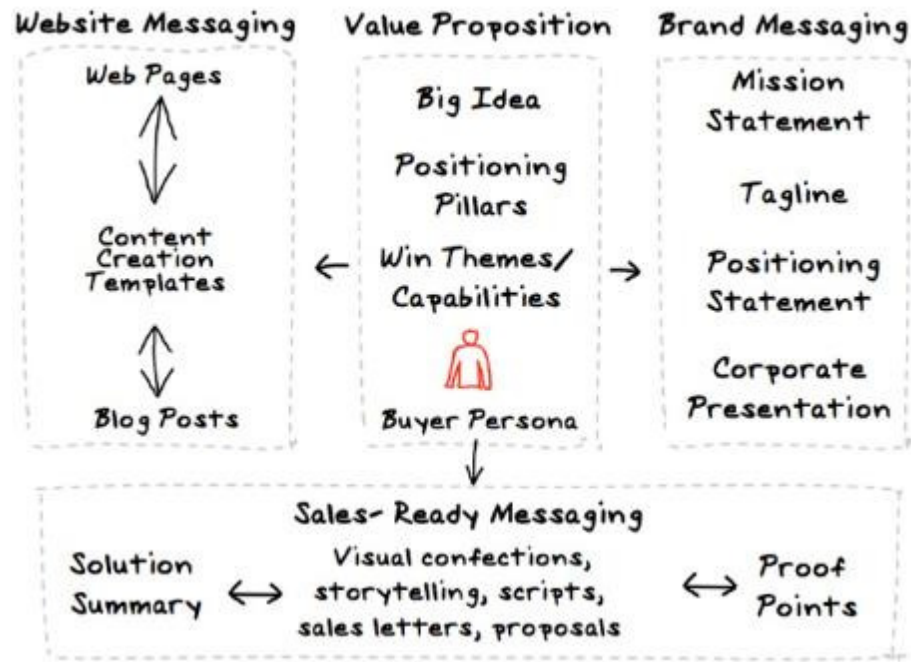 Website Messaging
Web Pages
Content
Creation
Templates
Blog Posts
Value Proposition
Big Idea
Positioning
Pillars
Win Themes/
Capabilities
Buyer Persona
Brand Messaging
Mission
Statement
Tagline
Positioning
Statement
Corporate
Presentation
Sales-Ready Messaging
Solution
Summary
Visual confections,
storytelling, scripts,
sales letters, proposals
Proof
Points